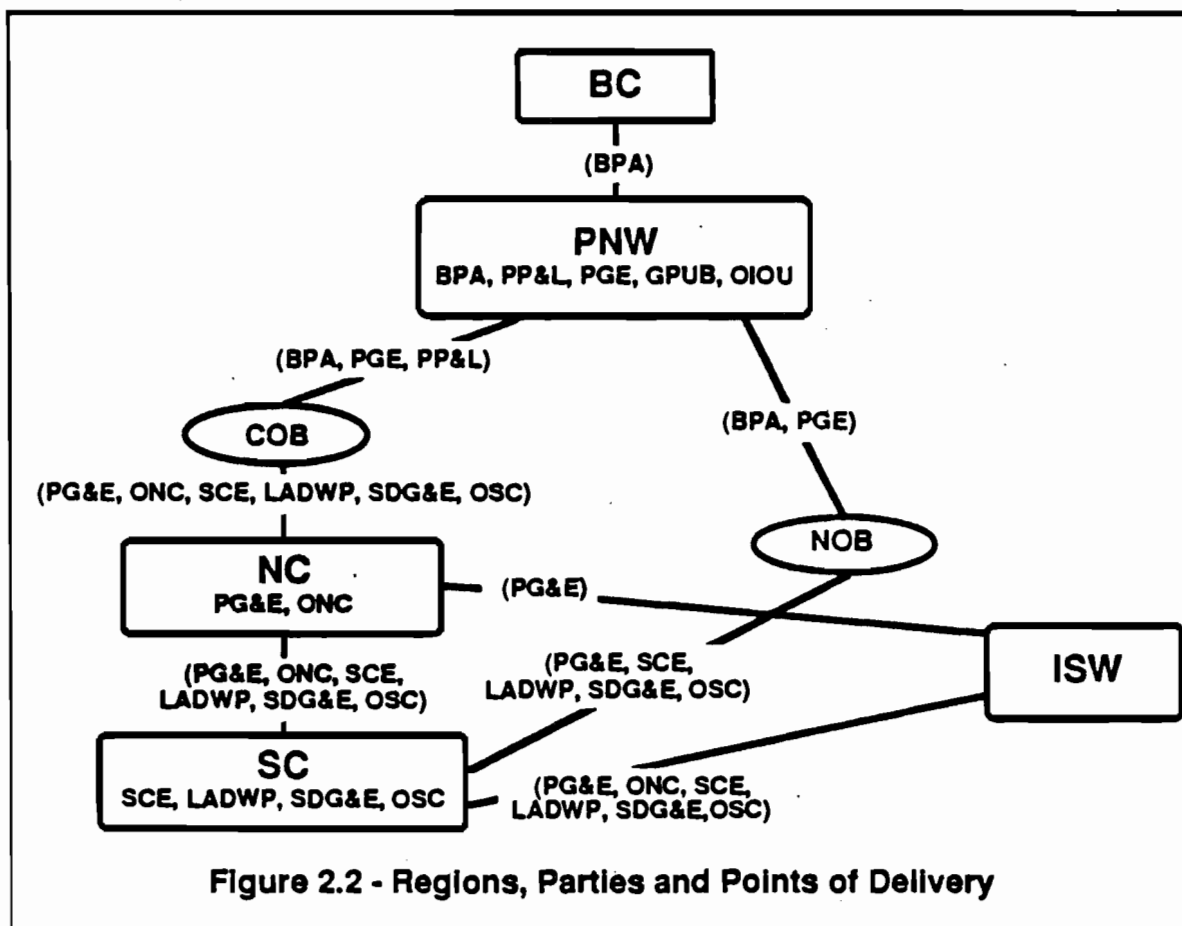 BC
(BPA)
PNW
BPA, PP&L, PGE, GPUB, OIOU
(BPA, PGE, PP&L)
(BPA, PGE)
COB
(PG&E, ONC, SCE, LADWP, SDG&E, OSC)
NOB
NC
PG&E, ONC
(PG&E)
(PG&E, ONC, SCE,
LADWP, SDG&E, OSC)
(PG&E, SCE,
LADWP, SDG&E, OSC)
ISW
SC
SCE, LADWP, SDG&E, OSC
(PG&E, ONC, SCE,
LADWP, SDG&E,OSC)
Figure 2.2 - Regions, Parties and Points of Delivery